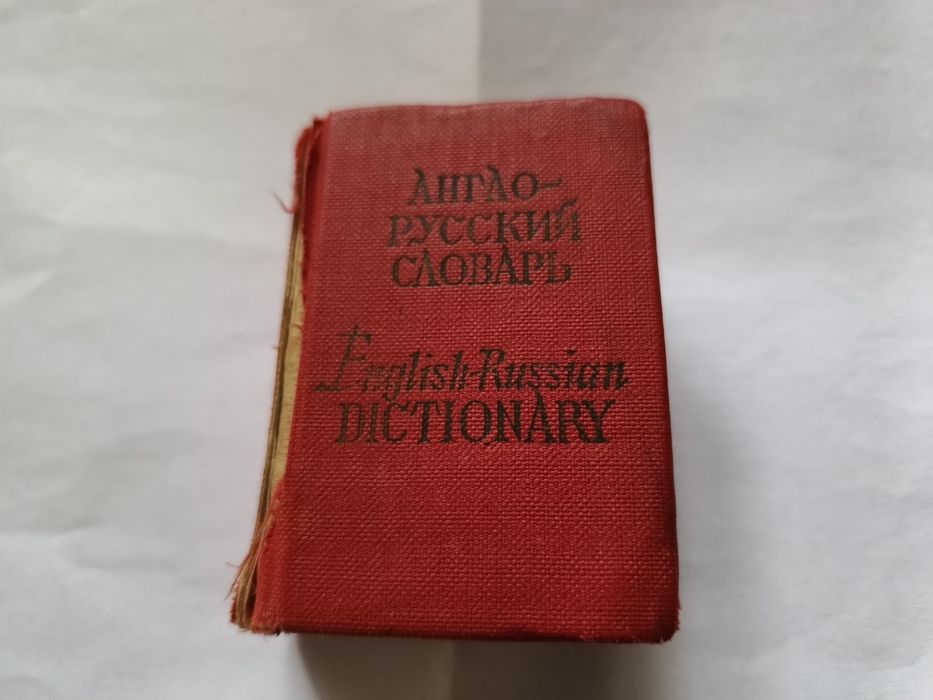 АНГЛО-
РУССКИЙ
СЛОВАРЬ
English-Russian
DICTIONARY